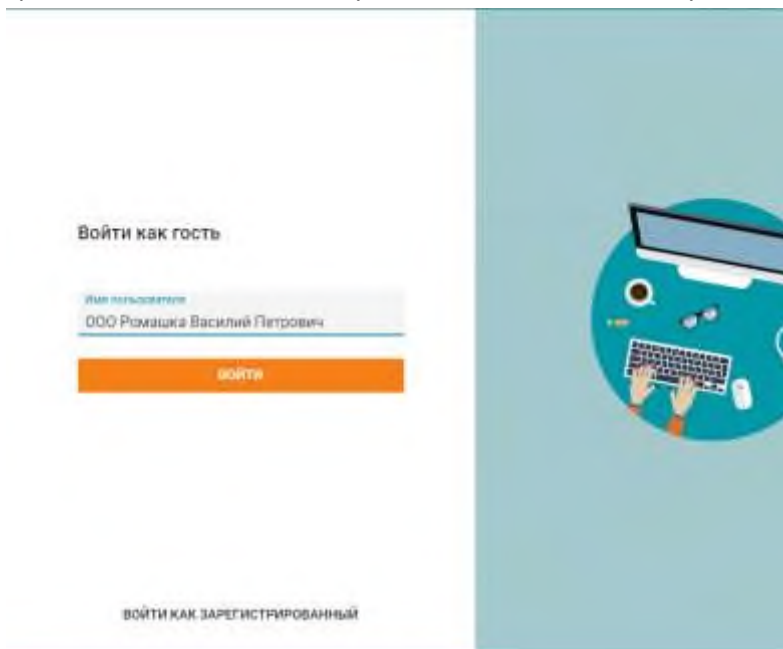 Войти как гость
Имя пользователя
ООО Ромашка Василий Петрович
ВОЙТИ
ВОЙТИ КАК ЗАРЕГИСТРИРОВАННЫЙ